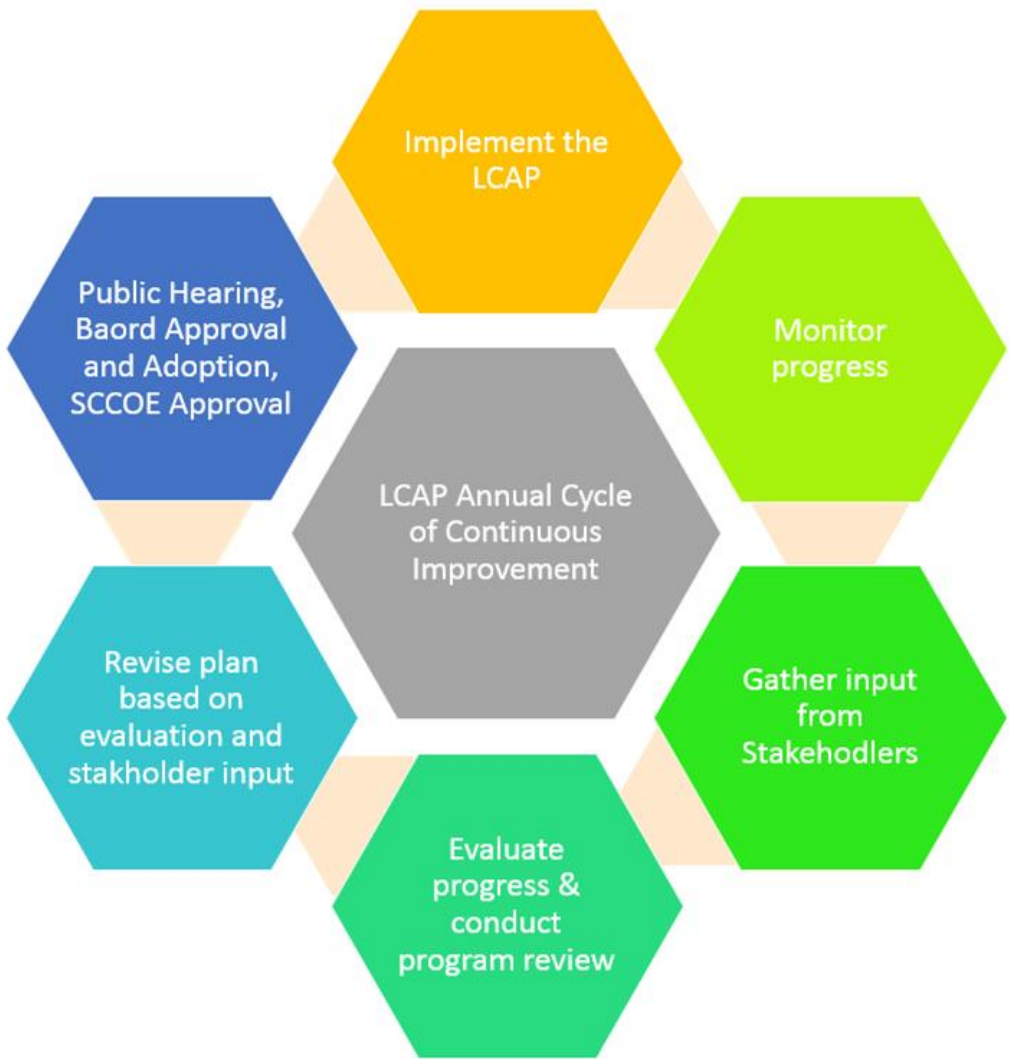 Implement the
LCAP
Public Hearing,
Baord Approval
and Adoption,
SCCOE Approval
Monitor
progress
LCAP Annual Cycle
of Continuous
Improvement
Revise plan
based on
evaluation and
stakholder input
Gather input
from
Stakehodlers
Evaluate
progress &
conduct
program review